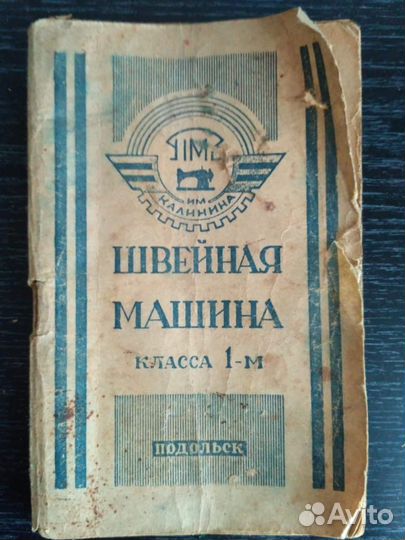 ПМЗ
ИМ
КАЛИНИНА
ШВЕЙНАЯ
МАШИНА
КЛАССА 1-М
ПОДОЛЬСК
Avito